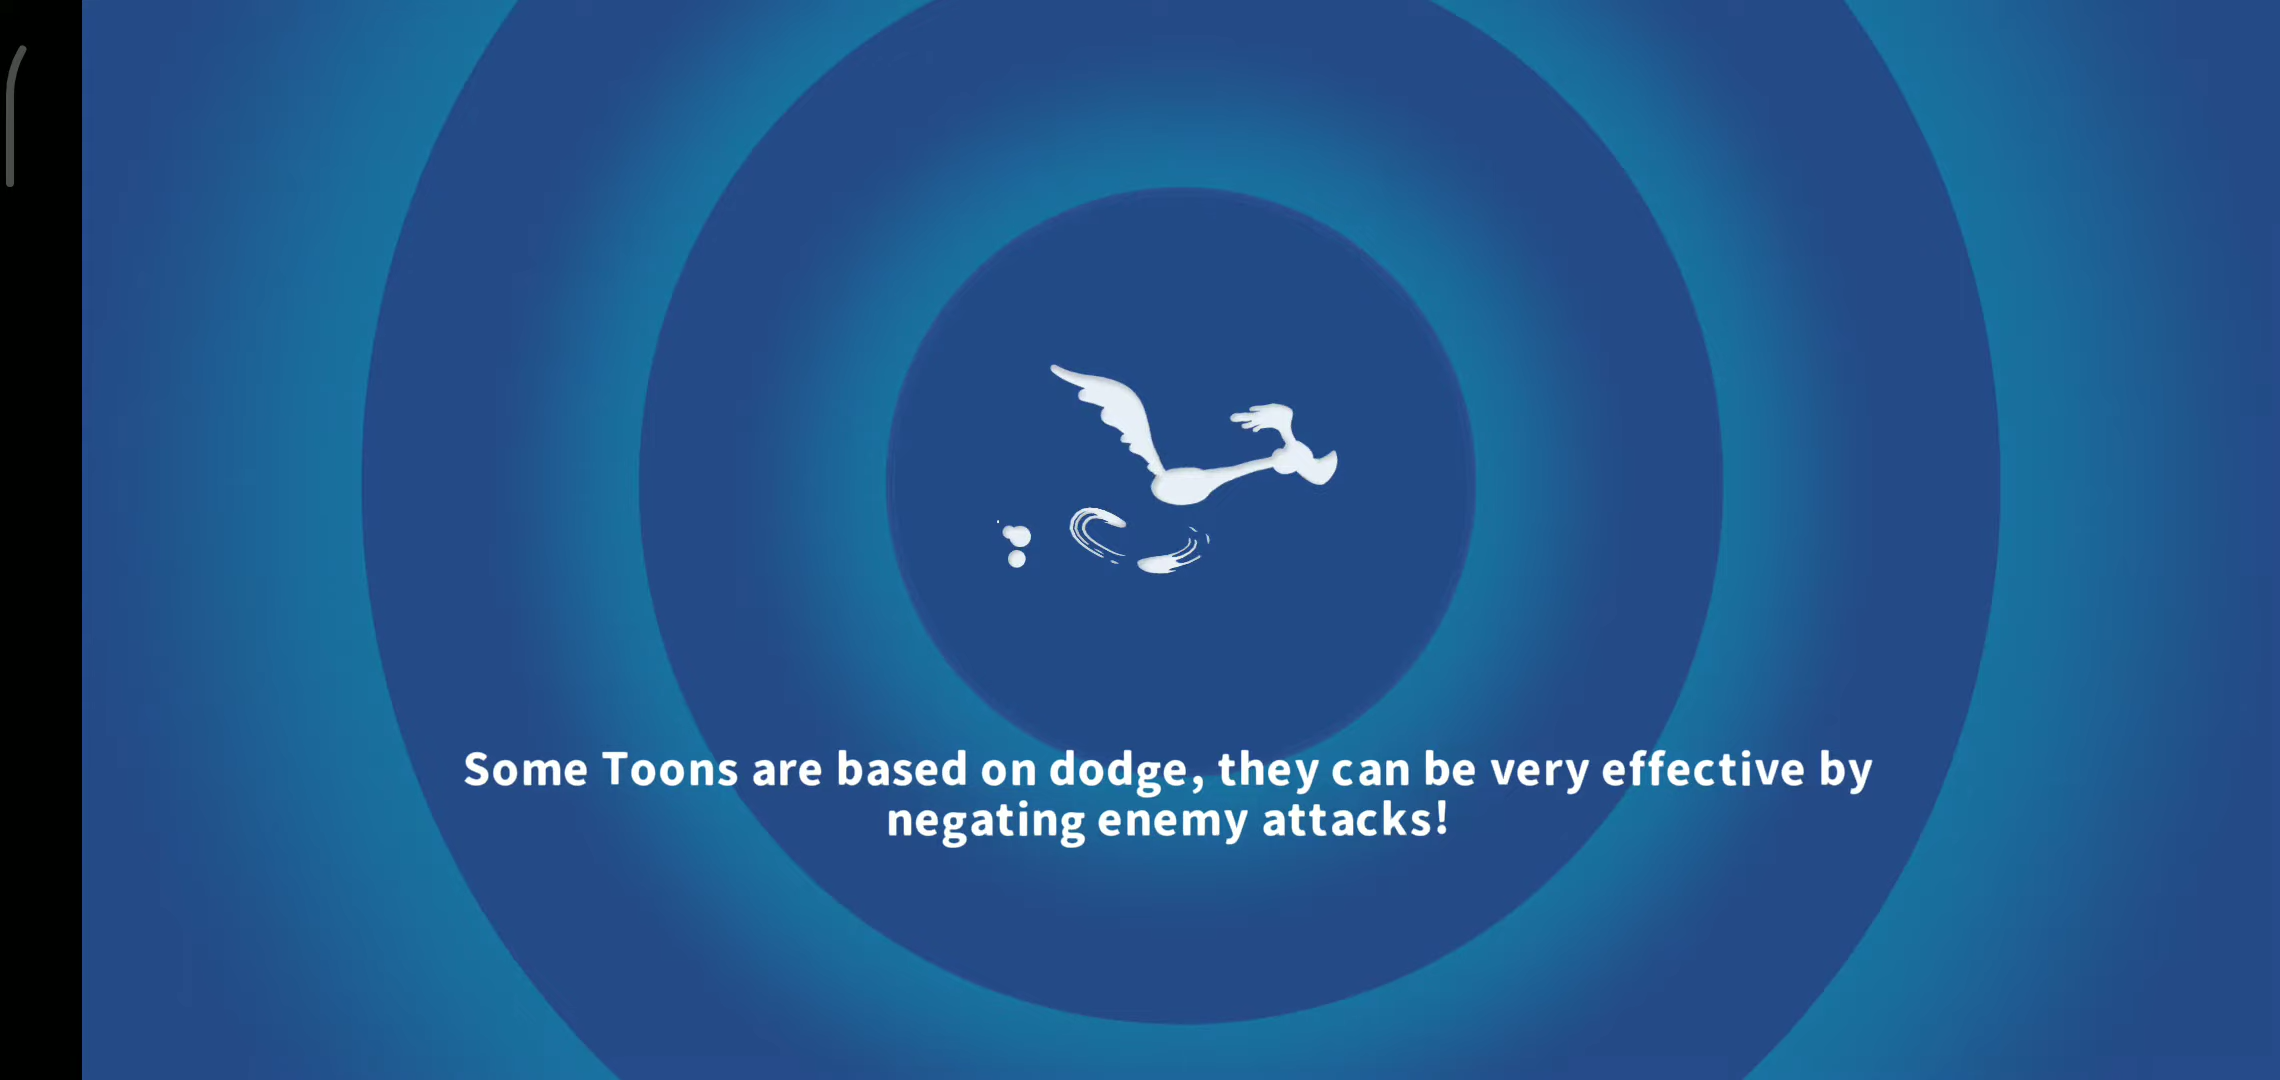 Some Toons are based on dodge, they can be very effective by
negating enemy attacks!